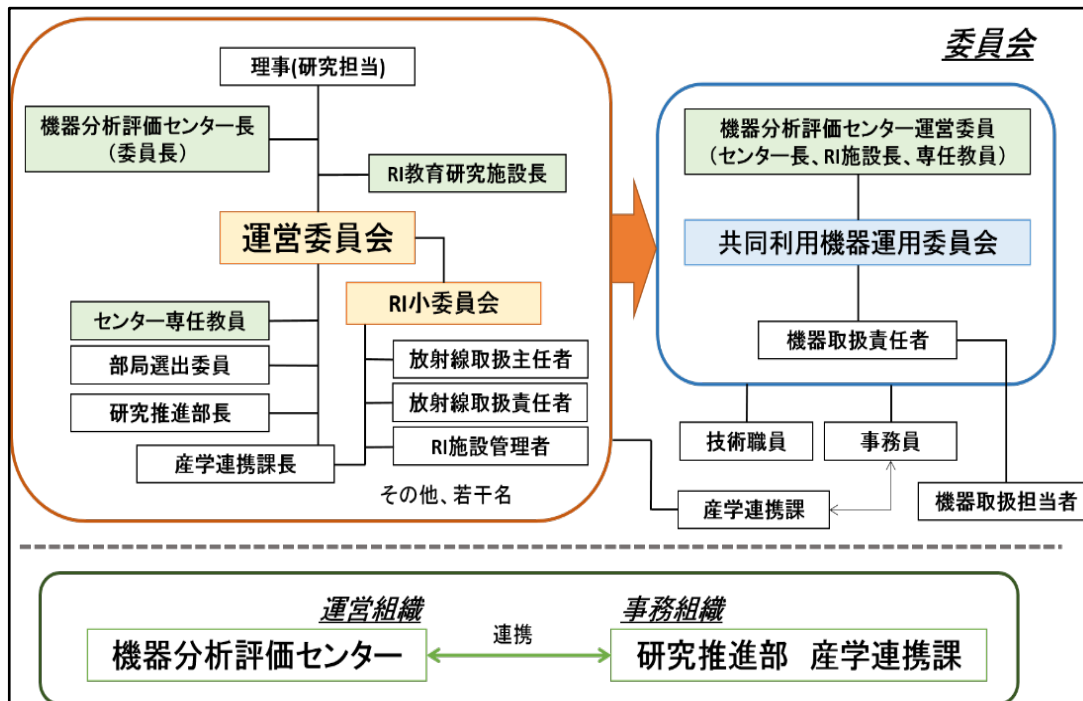 委員会
理事(研究担当)
機器分析評価センター長
(委員長)
RI教育研究施設長
運営委員会
RI小委員会
センター専任教員
部局選出委員
研究推進部長
産学連携課長
放射線取扱主任者
放射線取扱責任者
RI施設管理者
その他、若干名
機器分析評価センター運営委員
(センター長、RI施設長、専任教員)
共同利用機器運用委員会
機器取扱責任者
技術職員
事務員
産学連携課
機器取扱担当者
運営組織
事務組織
機器分析評価センター
連携
研究推進部 産学連携課